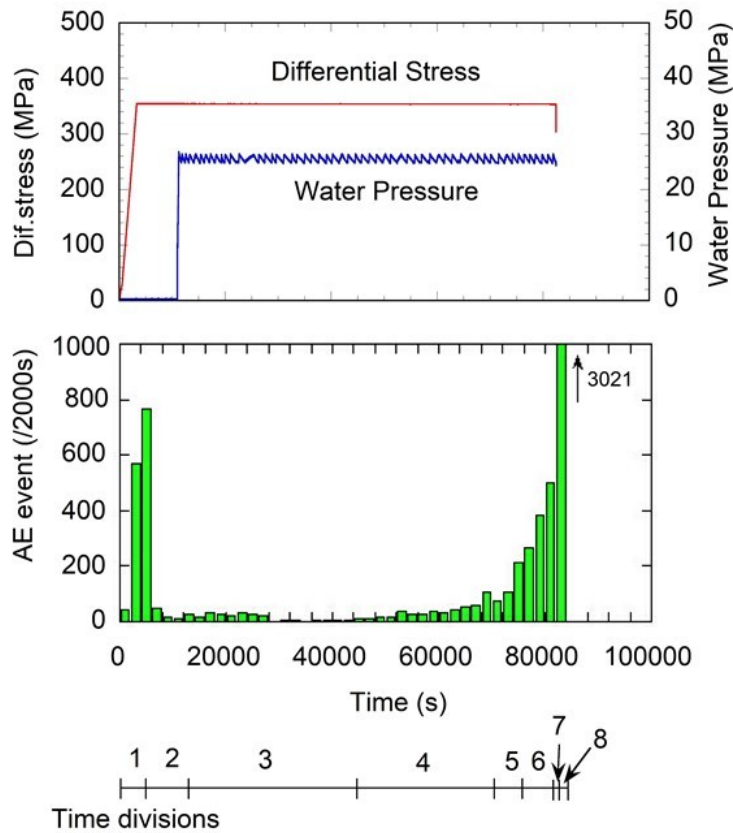 500
400
300
200
100
0
Dif.stress (MPa)
Differential Stress
Water Pressure
50
40
30
20
10
0
Water Pressure (MPa)
1000
800
600
400
200
0
AE event (/2000s)
3021
0 20000 40000 60000 80000 100000
Time (s)
1 2 3 4 5 6 7 8
Time divisions